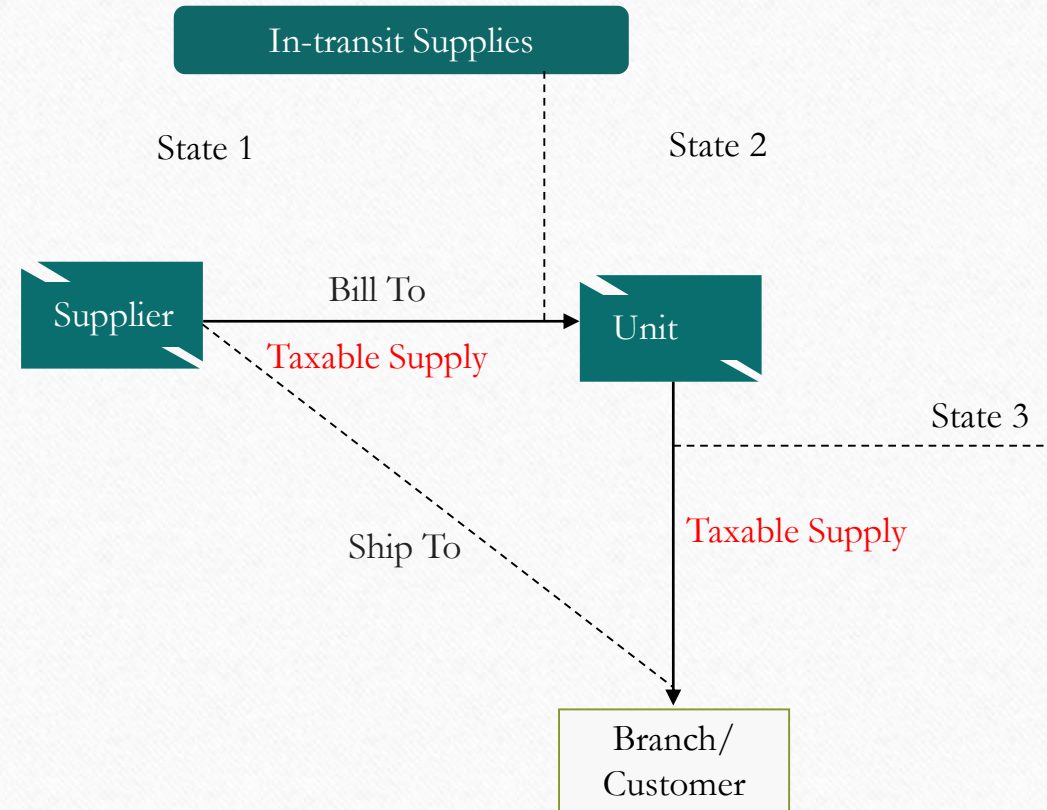 In-transit Supplies
State 1
State 2
Bill To
Supplier
Unit
Taxable Supply
State 3
Taxable Supply
Ship To
Branch/
Customer